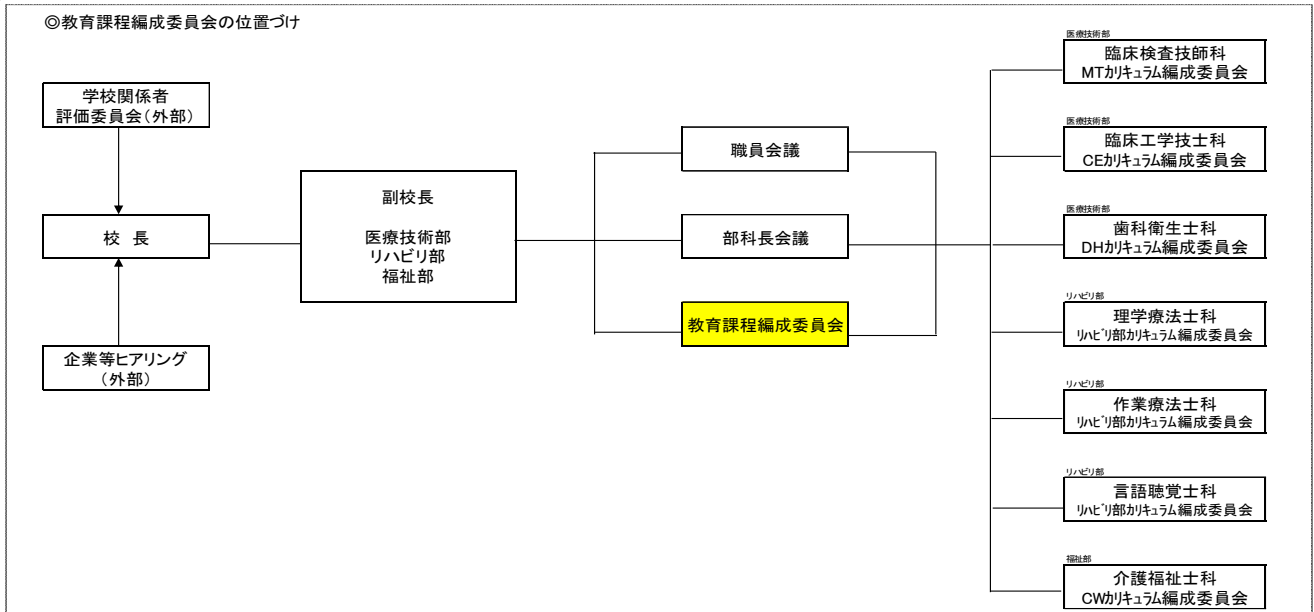 ◎教育課程編成委員会の位置づけ
学校関係者
評価委員会(外部)
校 長
企業等ヒアリング
(外部)
副校長
医療技術部
リハビリ部
福祉部
職員会議
部科長会議
教育課程編成委員会
医療技術部
臨床検査技師科
MTｶﾘｷｭﾗﾑ編成委員会
医療技術部
臨床工学技士科
CEｶﾘｷｭﾗﾑ編成委員会
医療技術部
歯科衛生士科
DHｶﾘｷｭﾗﾑ編成委員会
ﾘﾊﾋﾞﾘ部
理学療法士科
ﾘﾊﾋﾞﾘ部ｶﾘｷｭﾗﾑ編成委員会
ﾘﾊﾋﾞﾘ部
作業療法士科
ﾘﾊﾋﾞﾘ部ｶﾘｷｭﾗﾑ編成委員会
ﾘﾊﾋﾞﾘ部
言語聴覚士科
ﾘﾊﾋﾞﾘ部ｶﾘｷｭﾗﾑ編成委員会
福祉部
介護福祉士科
CWｶﾘｷｭﾗﾑ編成委員会